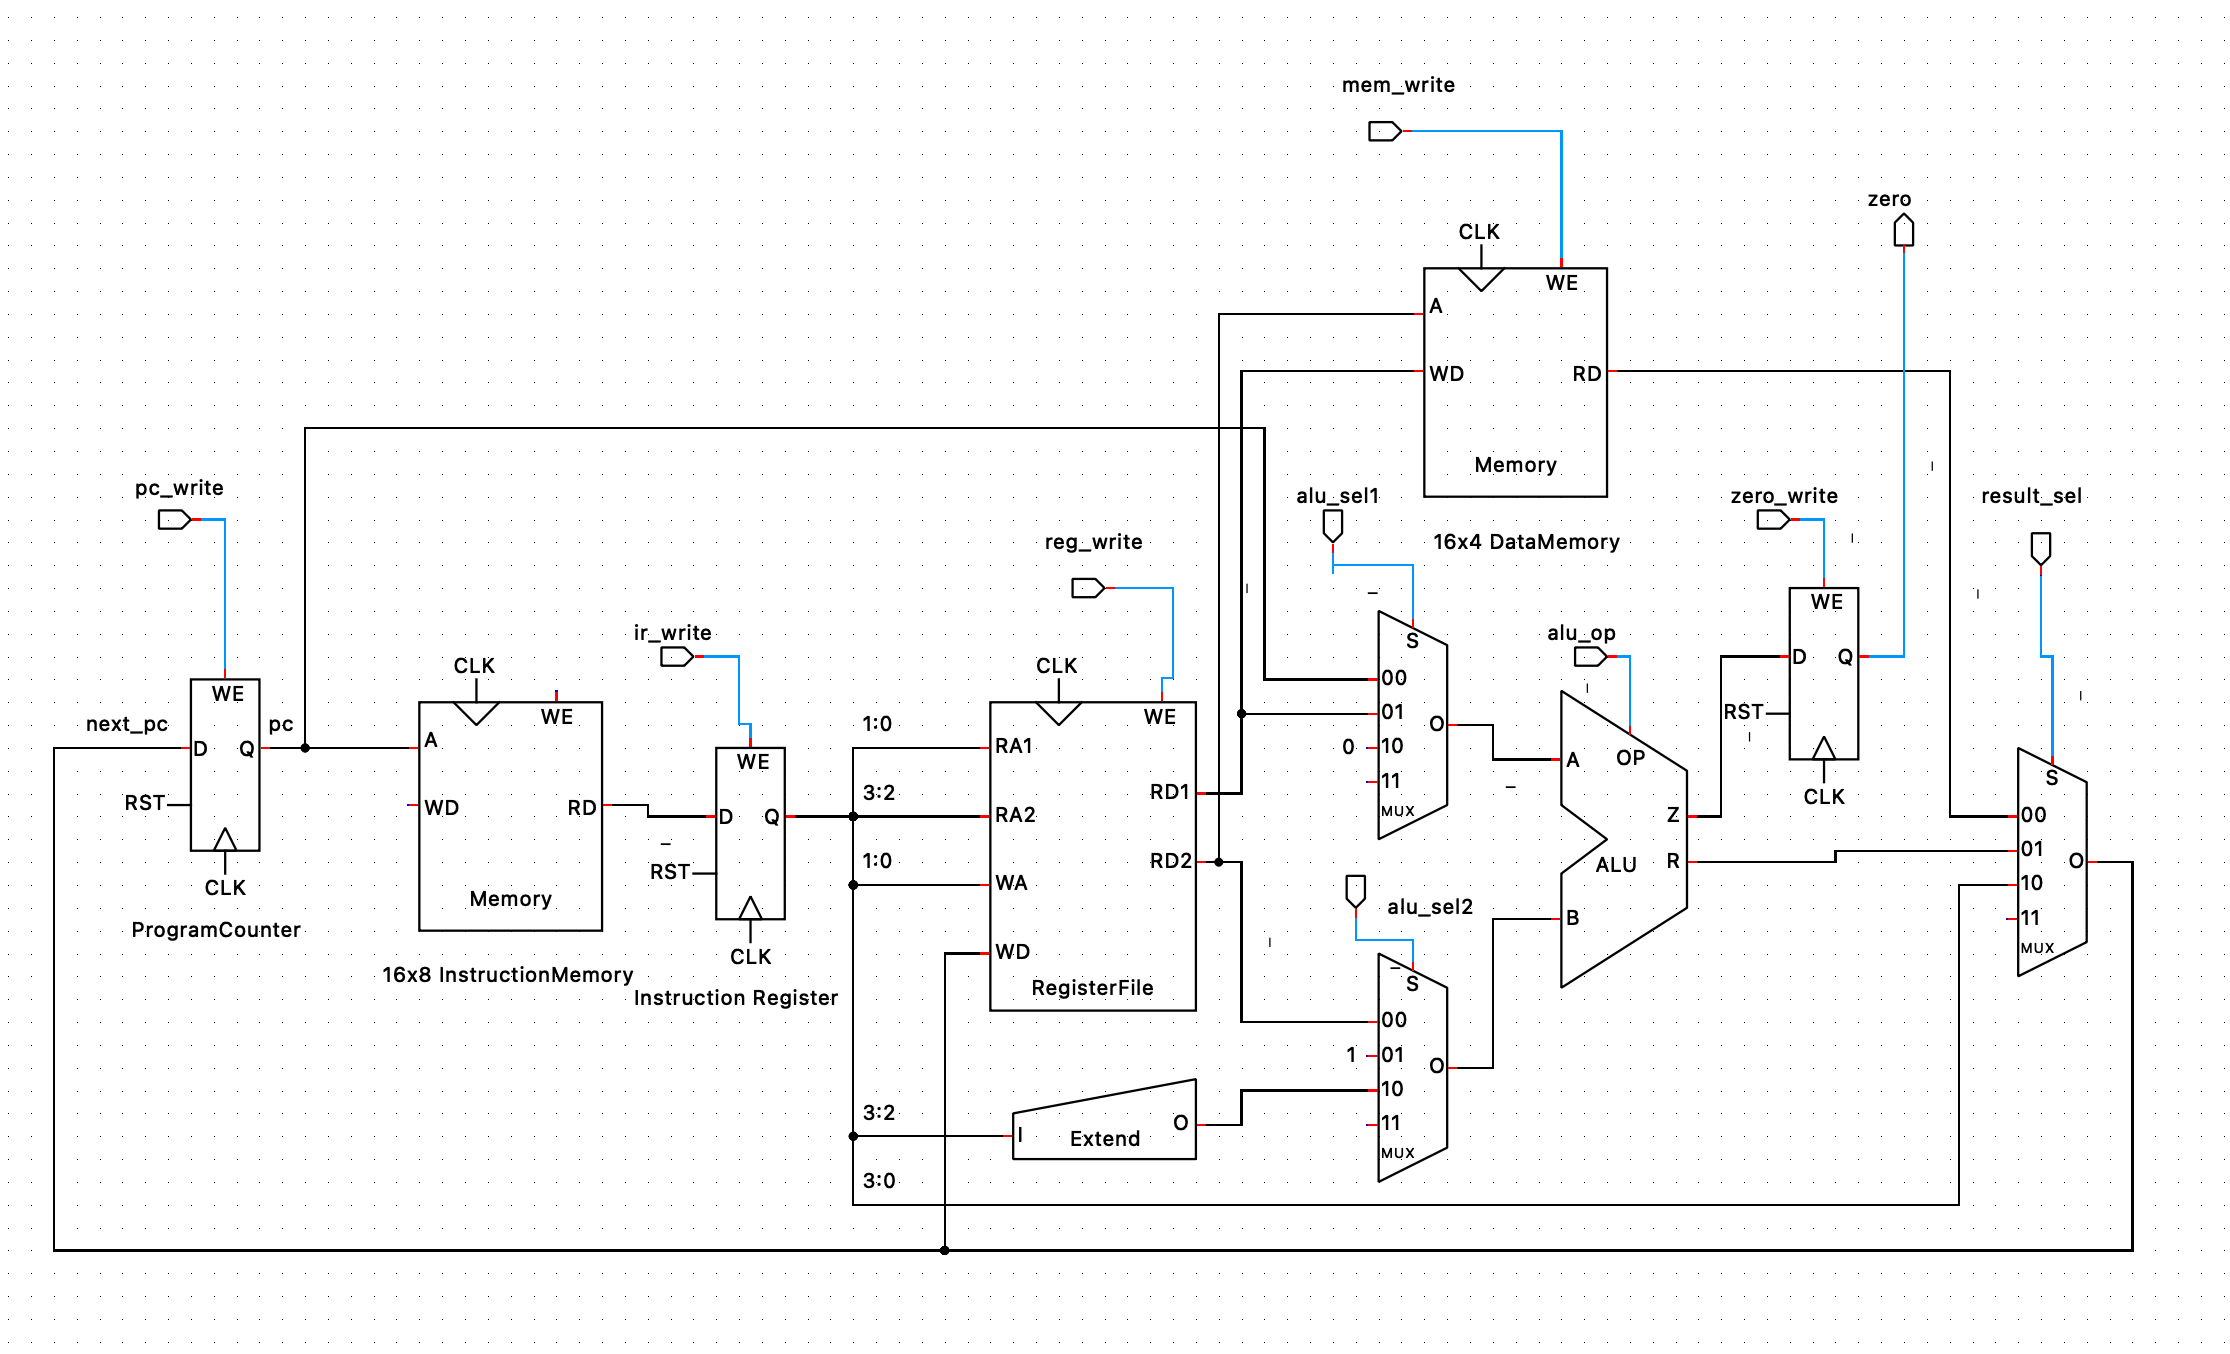 mem_write
zero
CLK
WE
A
WD
RD
Memory
16x4 DataMemory
pc_write
WE
next_pc
D
Q
pc
RST
CLK
ProgramCounter
CLK
WE
A
WD
RD
Memory
16x8 InstructionMemory
ir_write
WE
D
Q
RST
CLK
Instruction Register
1:0
3:2
1:0
3:2
3:0
reg_write
CLK
WE
RA1
RA2
WA
WD
RD1
RD2
RegisterFile
I
O
Extend
alu_sel1
S
00
01
0
10
11
O
MUX
alu_sel2
S
00
1
01
10
11
O
MUX
alu_op
A
OP
Z
R
ALU
B
zero_write
WE
D
Q
RST
CLK
result_sel
S
00
01
10
11
O
MUX